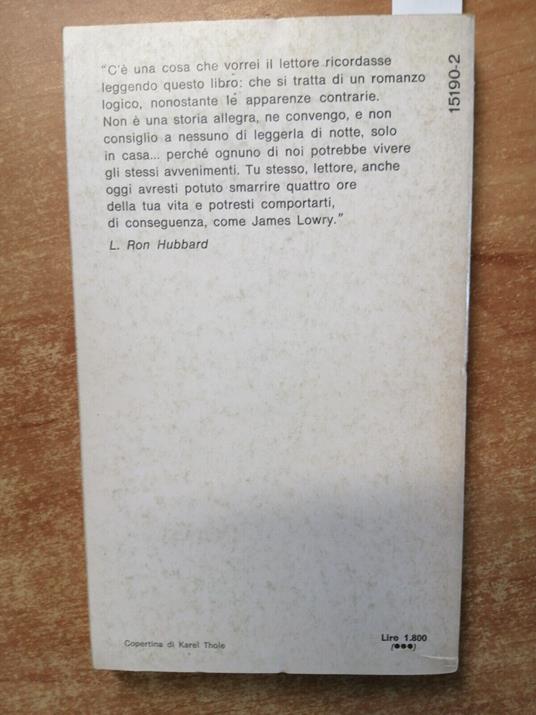 "C'è una cosa che vorrei il lettore ricordasse
leggendo questo libro: che si tratta di un romanzo
logico, nonostante le apparenze contrarie.
Non è una storia allegra, ne convengo, e non
consiglio a nessuno di leggerla di notte, solo
in casa... perché ognuno di noi potrebbe vivere
gli stessi avvenimenti. Tu stesso, lettore, anche
oggi avresti potuto smarrire quattro ore
della tua vita e potresti comportarti,
di conseguenza, come James Lowry."
L. Ron Hubbard
15190-2
Copertina di Karel Thole
Lire 1.800
(●●●)